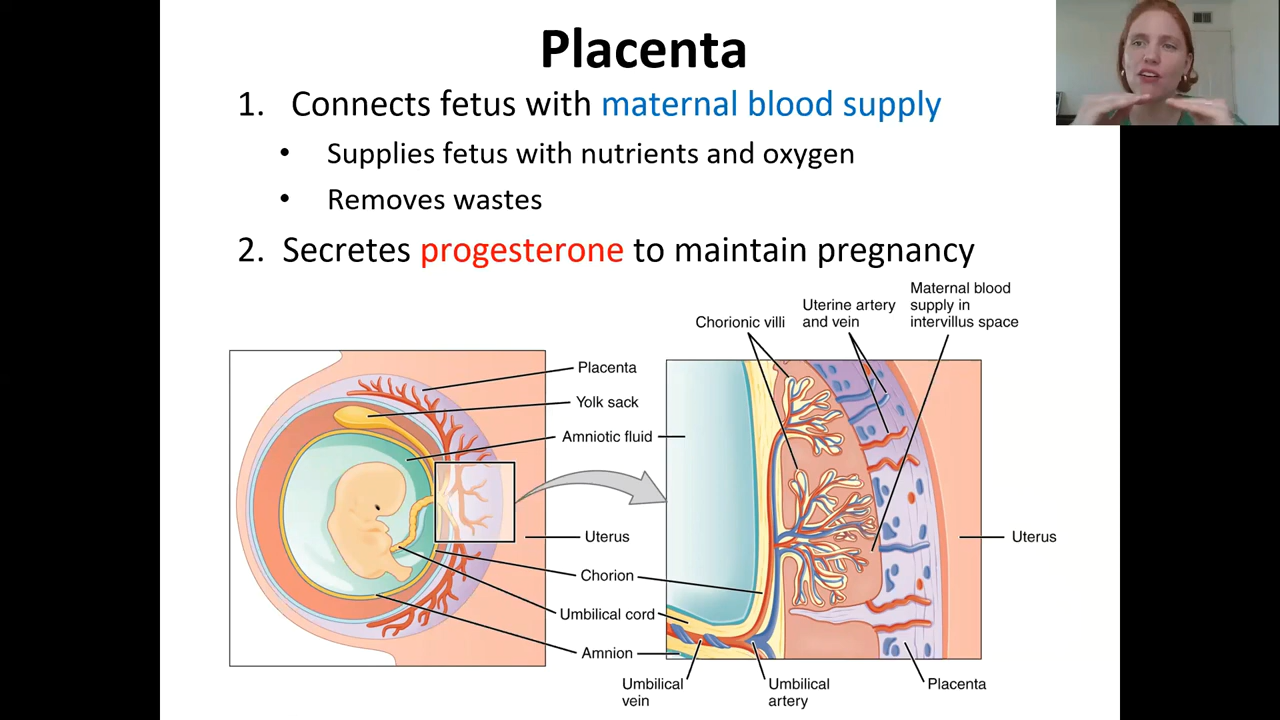 Placenta
1. Connects fetus with maternal blood supply
• Supplies fetus with nutrients and oxygen
• Removes wastes
2. Secretes progesterone to maintain pregnancy
Maternal blood
supply in
intervillus space
Uterine artery
and vein
Chorionic villi
Placenta
Yolk sack
Amniotic fluid
Uterus
Uterus
Chorion
Umbilical cord
Amnion
Umbilical
vein
Umbilical
artery
Placenta